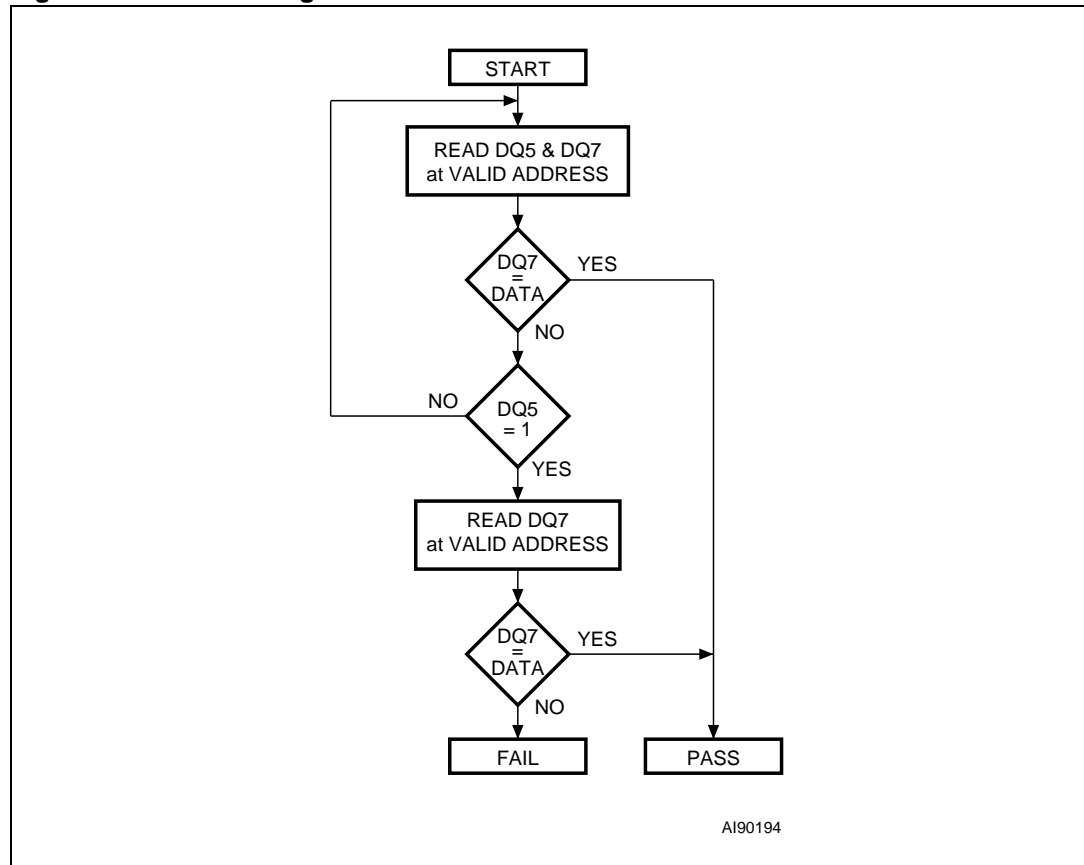 START
READ DQ5 & DQ7
at VALID ADDRESS
DQ7
=
DATA
YES
NO
DQ5
= 1
NO
YES
READ DQ7
at VALID ADDRESS
DQ7
=
DATA
YES
NO
FAIL
PASS
AI90194